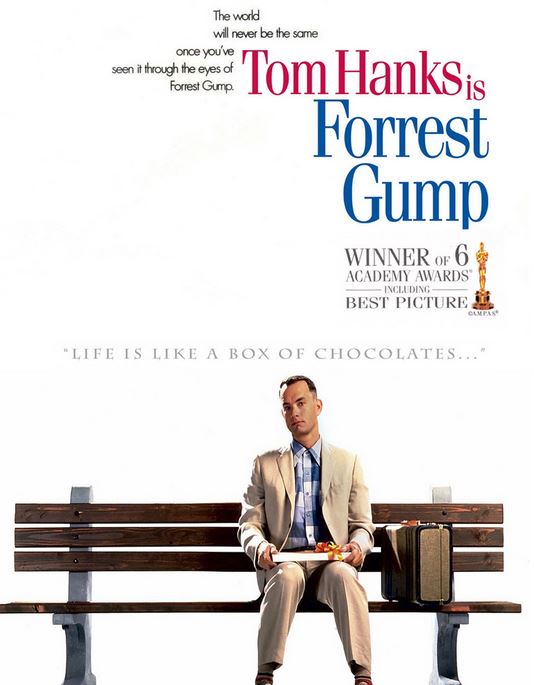 The world
will never be the same
once you've
seen it through the eyes of
Forrest Gump.
Tom Hanks is
Forrest
Gump
WINNER OF 6
ACADEMY AWARDS®
INCLUDING
BEST PICTURE
©A.M.P.A.S.®
"LIFE IS LIKE A BOX OF CHOCOLATES..."